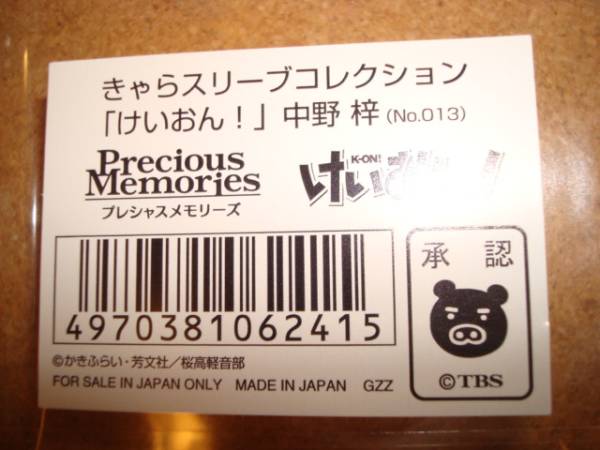 きゃらスリーブコレクション
「けいおん！」中野 梓 (No.013)
Precious
Memories
プレシャスメモリーズ
K-ON!
けいおん！
4970381062415
承 認
©TBS
©かきふらい・芳文社／桜高軽音部
FOR SALE IN JAPAN ONLY MADE IN JAPAN GZZ